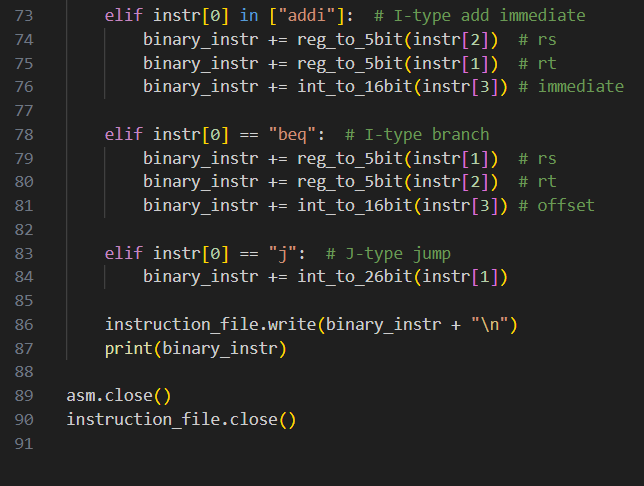 73 elif instr[0] in ["addi"]:  # I-type add immediate
74 binary_instr += reg_to_5bit(instr[2])  # rs
75 binary_instr += reg_to_5bit(instr[1])  # rt
76 binary_instr += int_to_16bit(instr[3]) # immediate
77
78 elif instr[0] == "beq":  # I-type branch
79 binary_instr += reg_to_5bit(instr[1])  # rs
80 binary_instr += reg_to_5bit(instr[2])  # rt
81 binary_instr += int_to_16bit(instr[3]) # offset
82
83 elif instr[0] == "j":  # J-type jump
84 binary_instr += int_to_26bit(instr[1])
85
86 instruction_file.write(binary_instr + "\n")
87 print(binary_instr)
88
89 asm.close()
90 instruction_file.close()
91